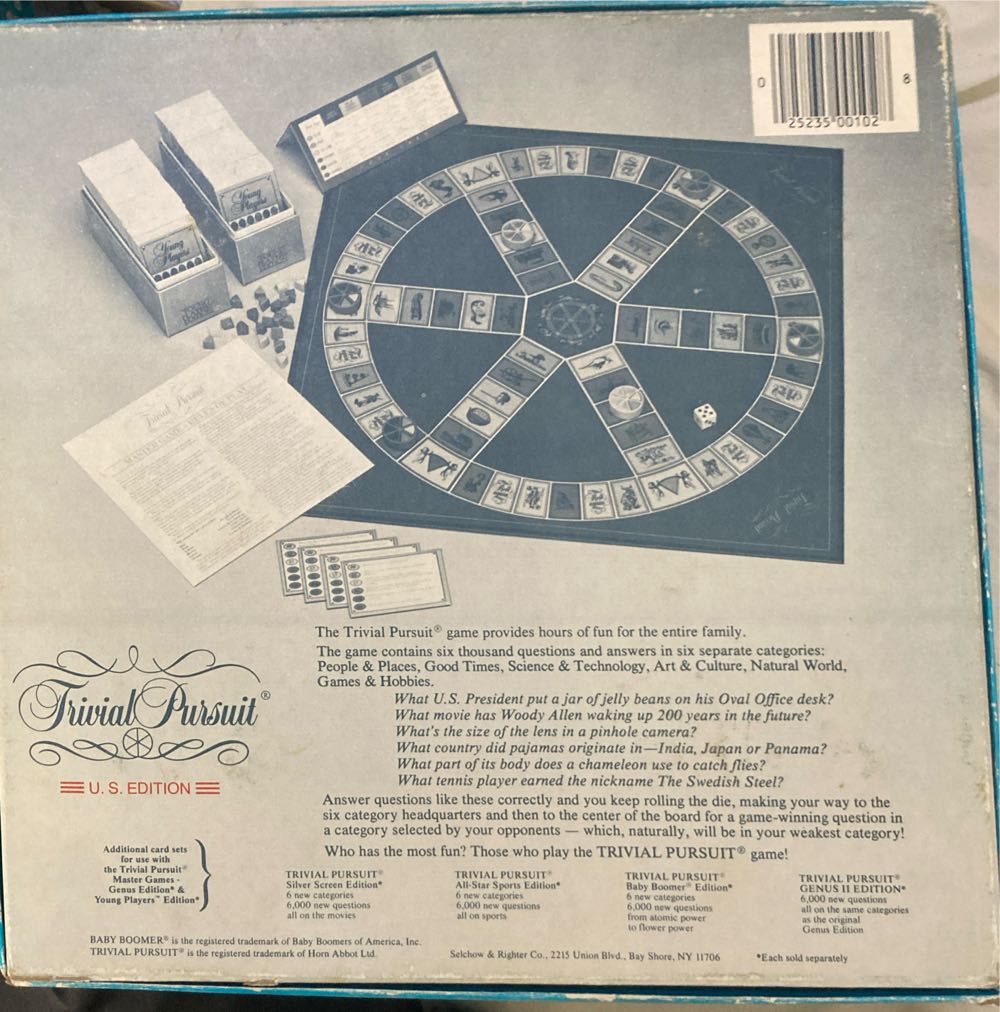 0
8
25235 00102
Young
Players
Young
Players
Trivial Pursuit
Trivial Pursuit
The Trivial Pursuit® game provides hours of fun for the entire family.
The game contains six thousand questions and answers in six separate categories:
People & Places, Good Times, Science & Technology, Art & Culture, Natural World,
Games & Hobbies.
What U.S. President put a jar of jelly beans on his Oval Office desk?
What movie has Woody Allen waking up 200 years in the future?
What's the size of the lens in a pinhole camera?
What country did pajamas originate in—India, Japan or Panama?
What part of its body does a chameleon use to catch flies?
What tennis player earned the nickname The Swedish Steel?
Answer questions like these correctly and you keep rolling the die, making your way to the
six category headquarters and then to the center of the board for a game-winning question in
a category selected by your opponents — which, naturally, will be in your weakest category!
Who has the most fun? Those who play the TRIVIAL PURSUIT® game!
Trivial Pursuit®
U. S. EDITION
Additional card sets
for use with
the Trivial Pursuit®
Master Games -
Genus Edition* &
Young Players™ Edition*
TRIVIAL PURSUIT®
Silver Screen Edition*
6 new categories
6,000 new questions
all on the movies
TRIVIAL PURSUIT®
All-Star Sports Edition*
6 new categories
6,000 new questions
all on sports
TRIVIAL PURSUIT®
Baby Boomer® Edition*
6 new categories
6,000 new questions
from atomic power
to flower power
TRIVIAL PURSUIT®
GENUS II EDITION*
6,000 new questions
all on the same categories
as the original
Genus Edition
BABY BOOMER® is the registered trademark of Baby Boomers of America, Inc.
TRIVIAL PURSUIT® is the registered trademark of Horn Abbot Ltd.
Selchow & Righter Co., 2215 Union Blvd., Bay Shore, NY 11706
*Each sold separately